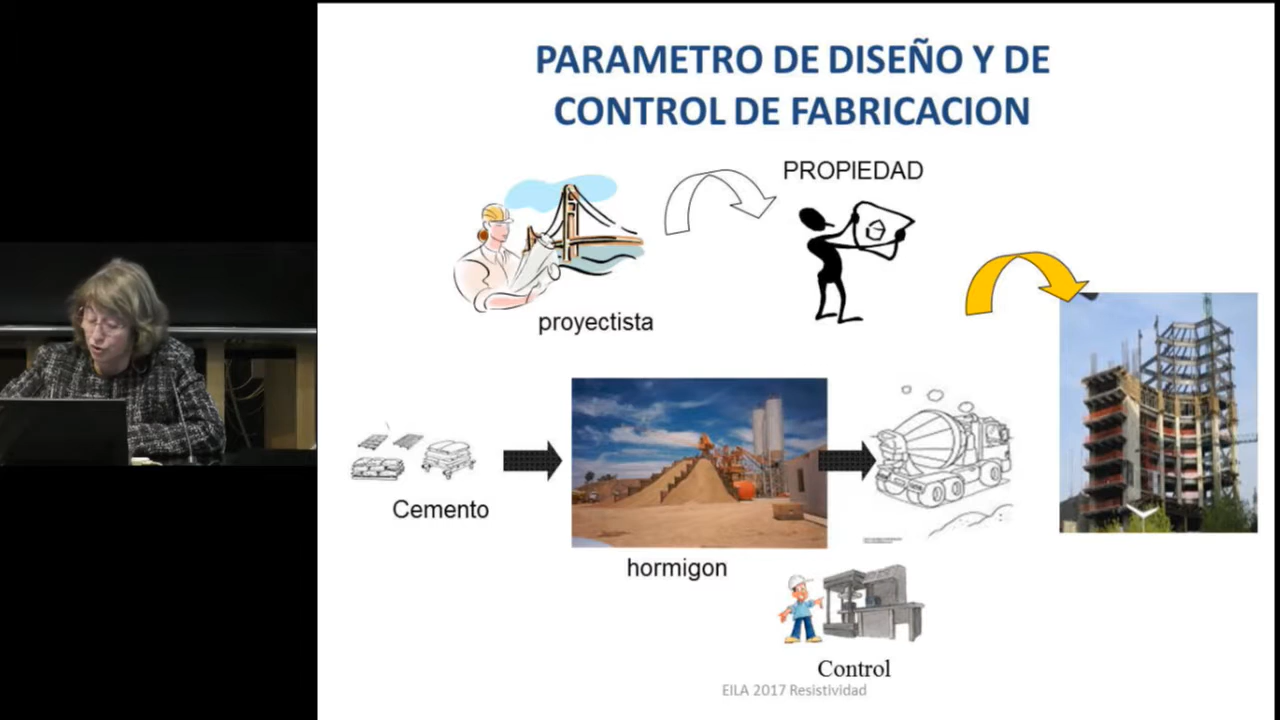 PARAMETRO DE DISEÑO Y DE
CONTROL DE FABRICACION
PROPIEDAD
proyectista
Cemento
hormigon
Control
EILA 2017 Resistividad